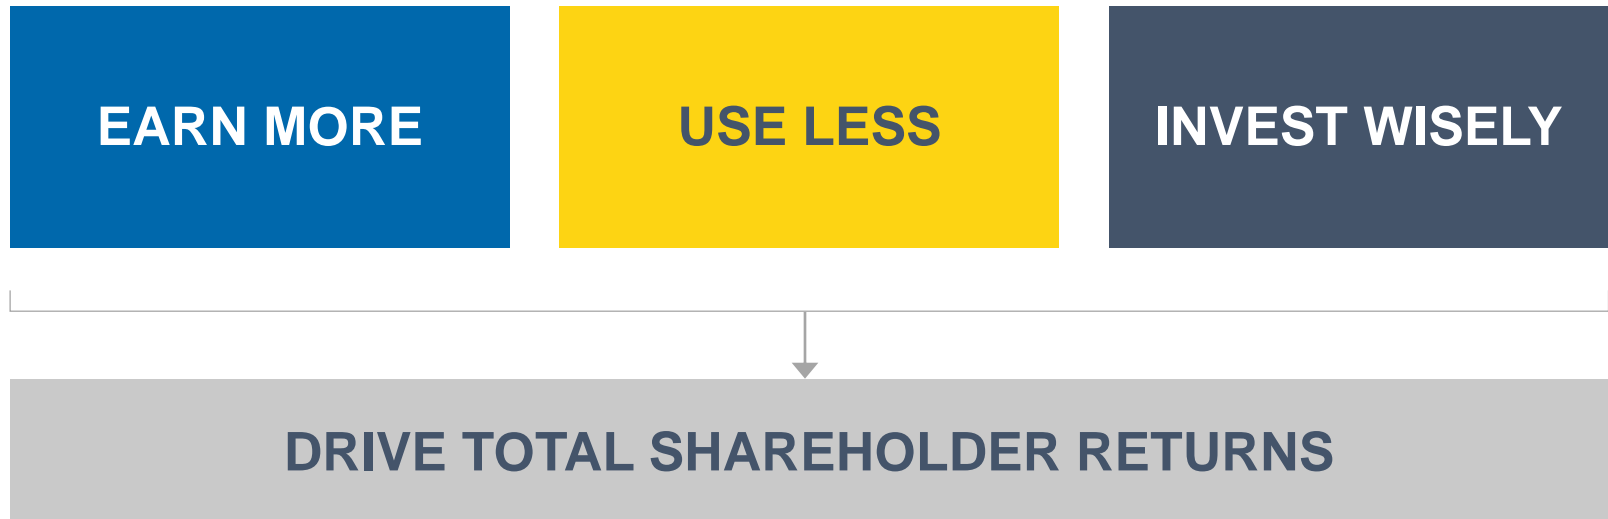 EARN MORE
USE LESS
INVEST WISELY
DRIVE TOTAL SHAREHOLDER RETURNS